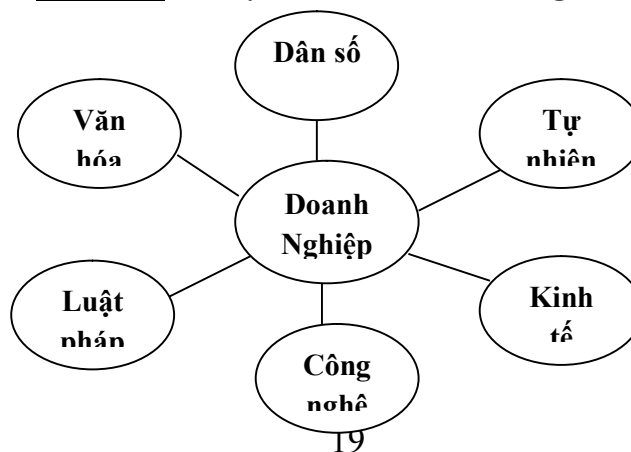 Dân số
Văn
hóa
Tự
nhiên
Doanh
Nghiệp
Luật
pháp
Kinh
tế
Công
nghệ
19